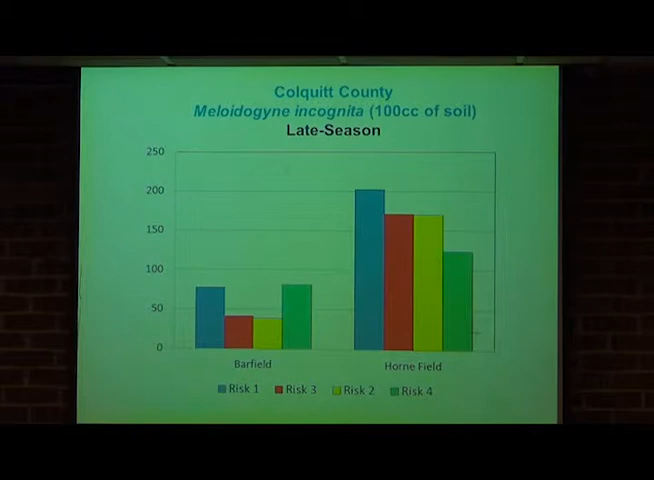 Colquitt County
Meloidogyne incognita (100cc of soil)
Late-Season
250
200
150
100
50
0
Barfield
Horne Field
Risk 1
Risk 3
Risk 2
Risk 4